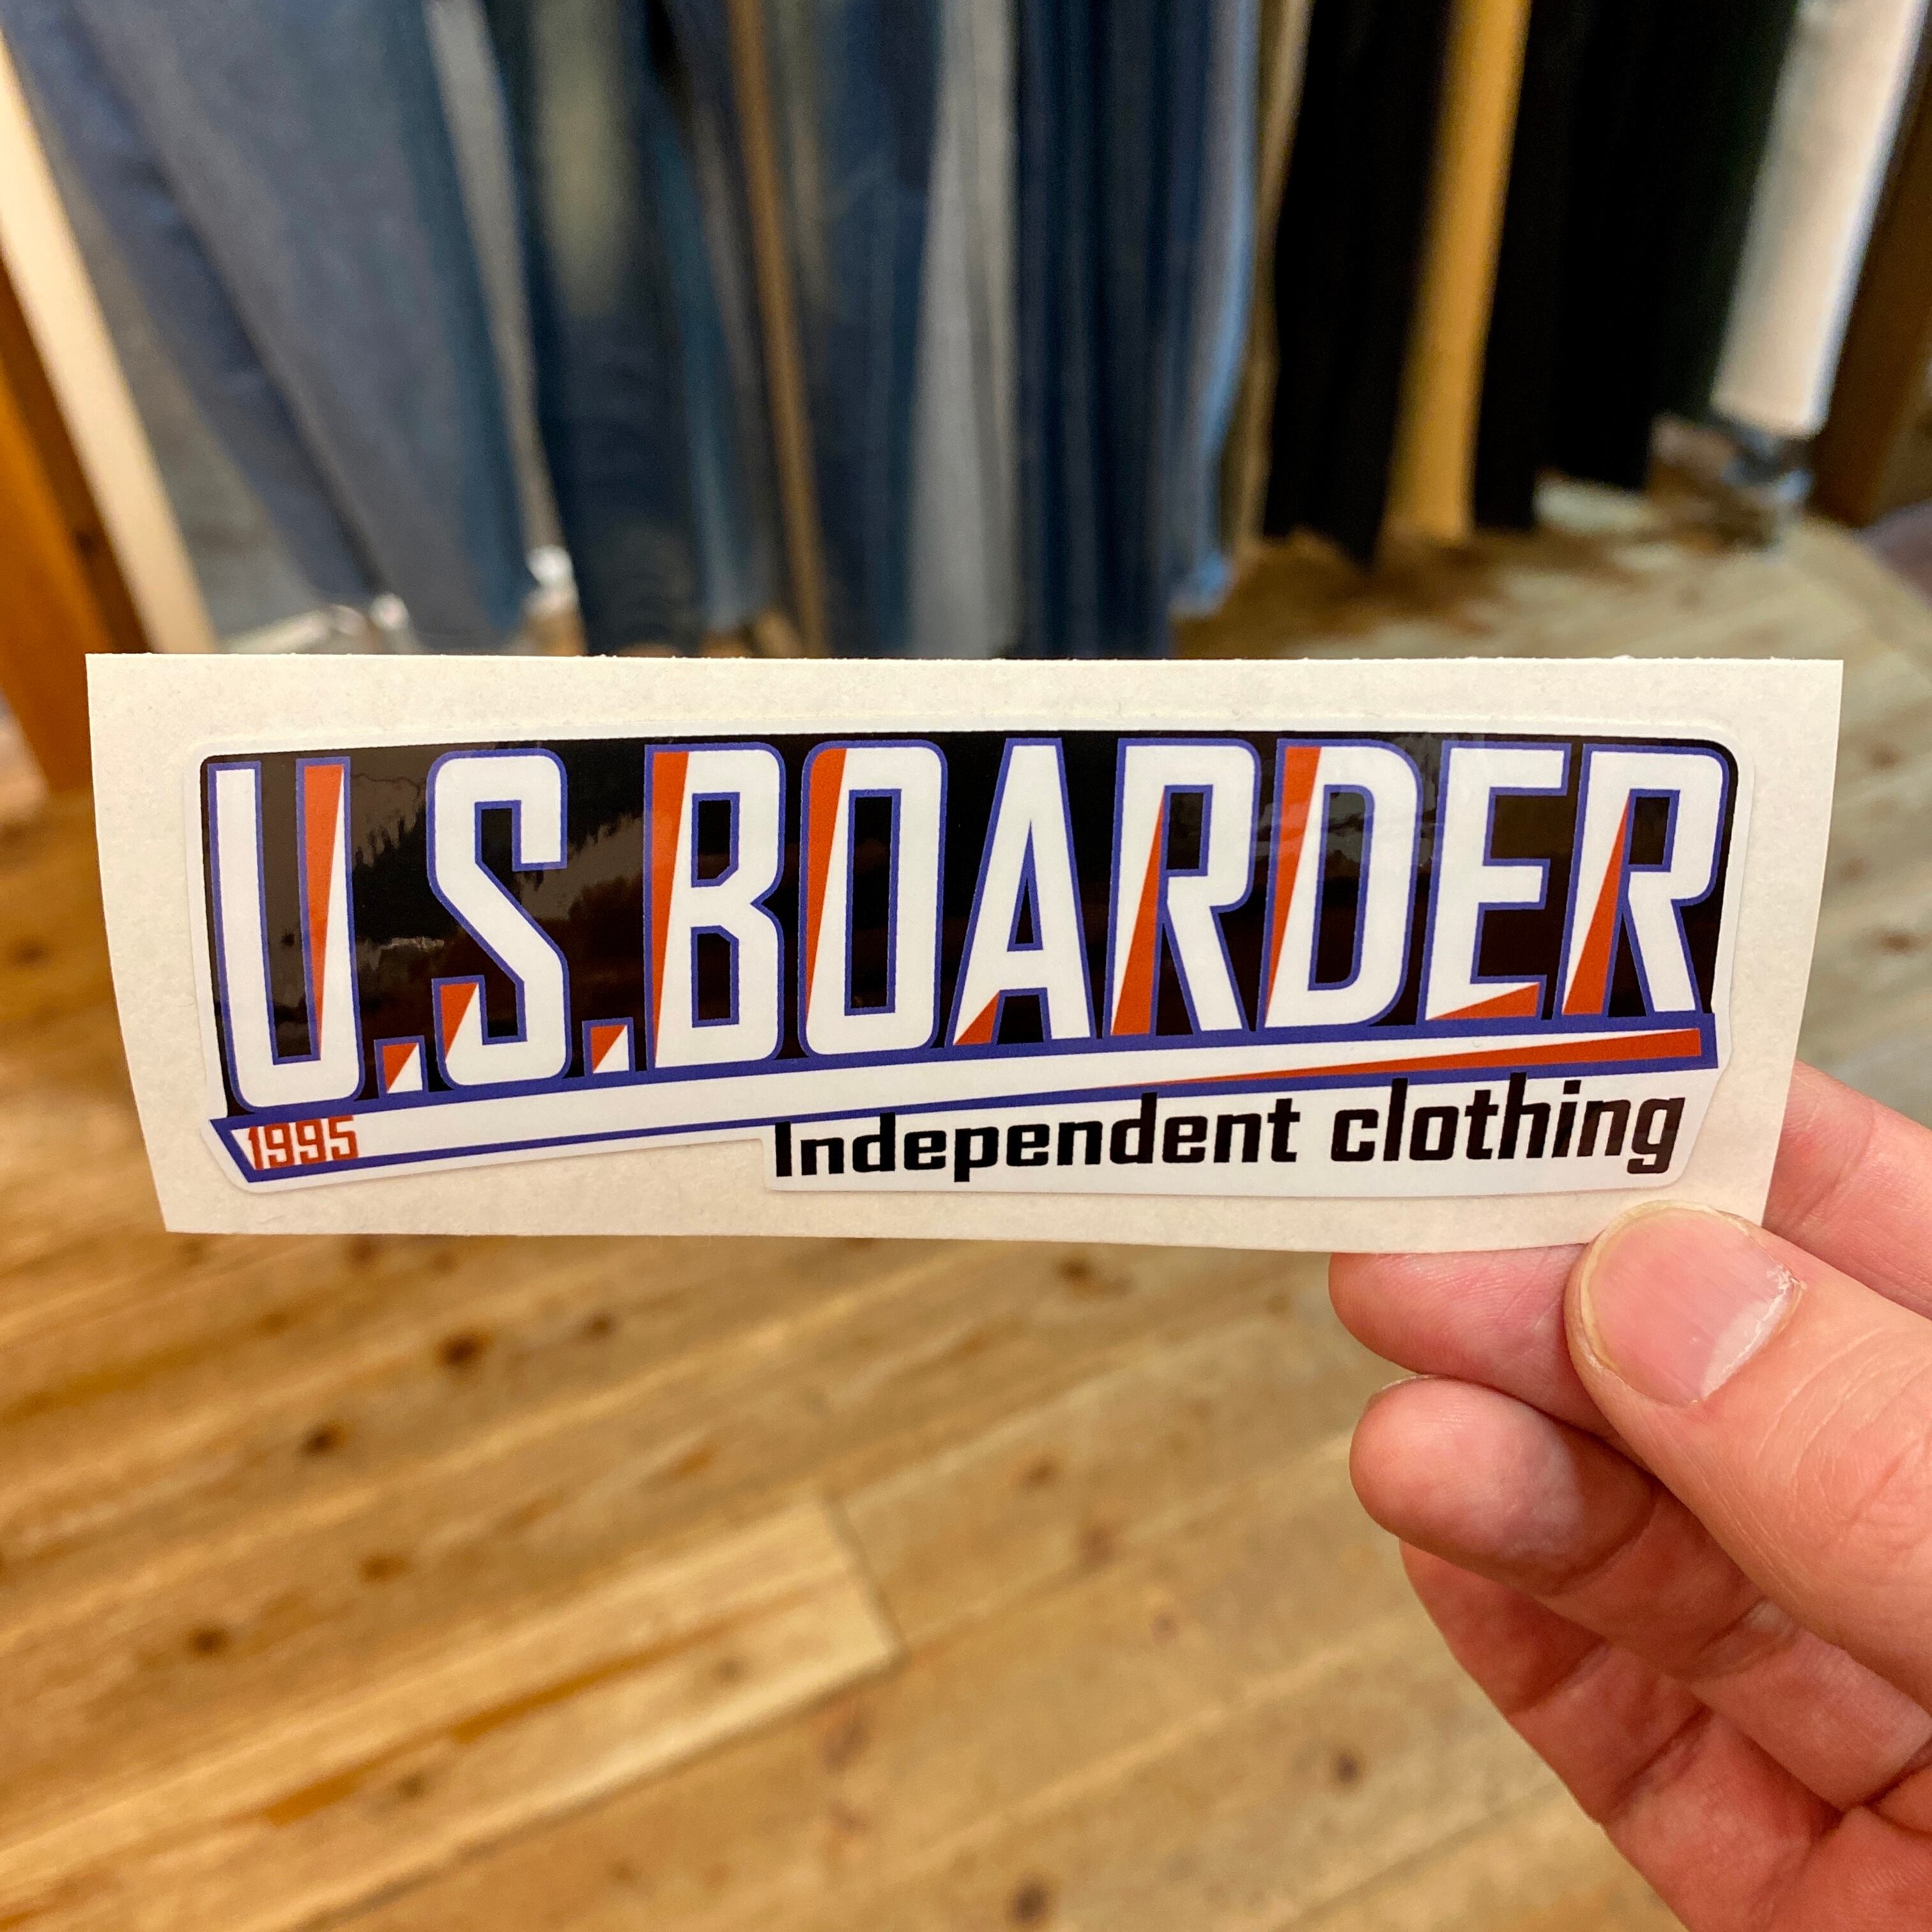 U.S.BOARDER
1995
Independent clothing